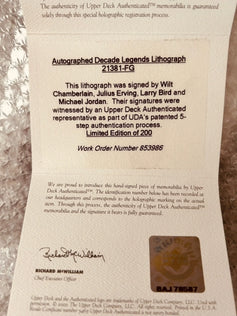 The authenticity of Upper Deck Authenticated™ memorabilia is guaranteed
solely through this special holographic registration process.
Autographed Decade Legends Lithograph
21381-FG
This lithograph was signed by Wilt
Chamberlain, Julius Erving, Larry Bird and
Michael Jordan. Their signatures were
witnessed by an Upper Deck Authenticated
representative as part of UDA's patented 5-
step authentication process.
Limited Edition of 200
Work Order Number 853986
We are proud to introduce this hand-signed piece of memorabilia by Upper
Deck Authenticated. The identification number below has been recorded at
our headquarters and corresponds to the holographic marking on the
actual item. Through this process, the authenticity of Upper Deck Authenticated
memorabilia and the signature it bears is fully guaranteed.
Richard McWilliam
RICHARD McWILLIAM
Chief Executive Officer
BAJ78587
Upper Deck and the Authenticated logo are trademarks of Upper Deck Company, LLC. Used with
permission. © 2000 The Upper Deck Company, LLC. All rights reserved. Printed in the U.S.A.